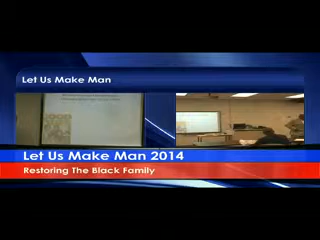 Let Us Make Man
Let Us Make Man 2014
Restoring The Black Family